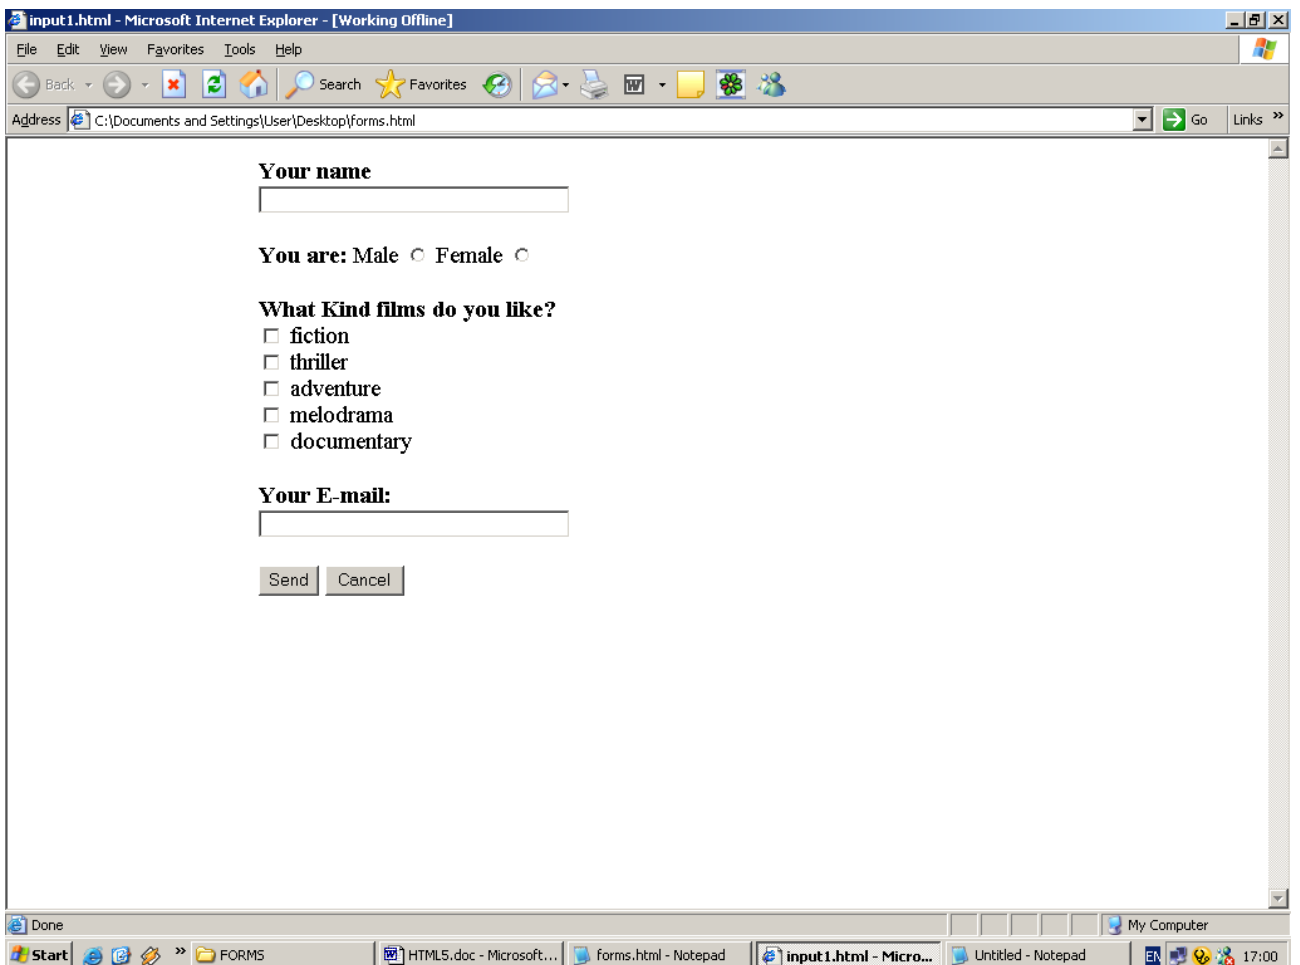 input1.html - Microsoft Internet Explorer - [Working Offline]
File Edit View Favorites Tools Help
Back Search Favorites
Address C:\Documents and Settings\User\Desktop\forms.html Go Links »
Your name
You are: Male Female
What Kind films do you like?
fiction
thriller
adventure
melodrama
documentary
Your E-mail:
Send Cancel
Done My Computer
Start » FORMS HTML5.doc - Microsoft... forms.html - Notepad input1.html - Micro... Untitled - Notepad EN 17:00